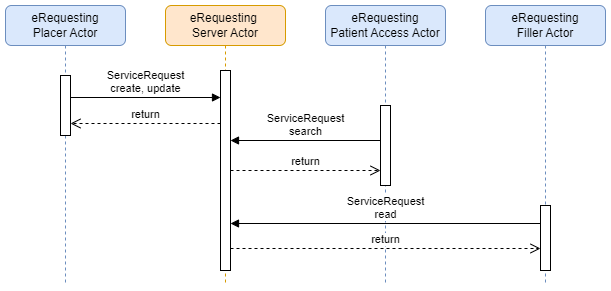 eRequesting
Placer Actor
eRequesting
Server Actor
eRequesting
Patient Access Actor
eRequesting
Filler Actor
ServiceRequest
create, update
return
ServiceRequest
search
return
ServiceRequest
read
return